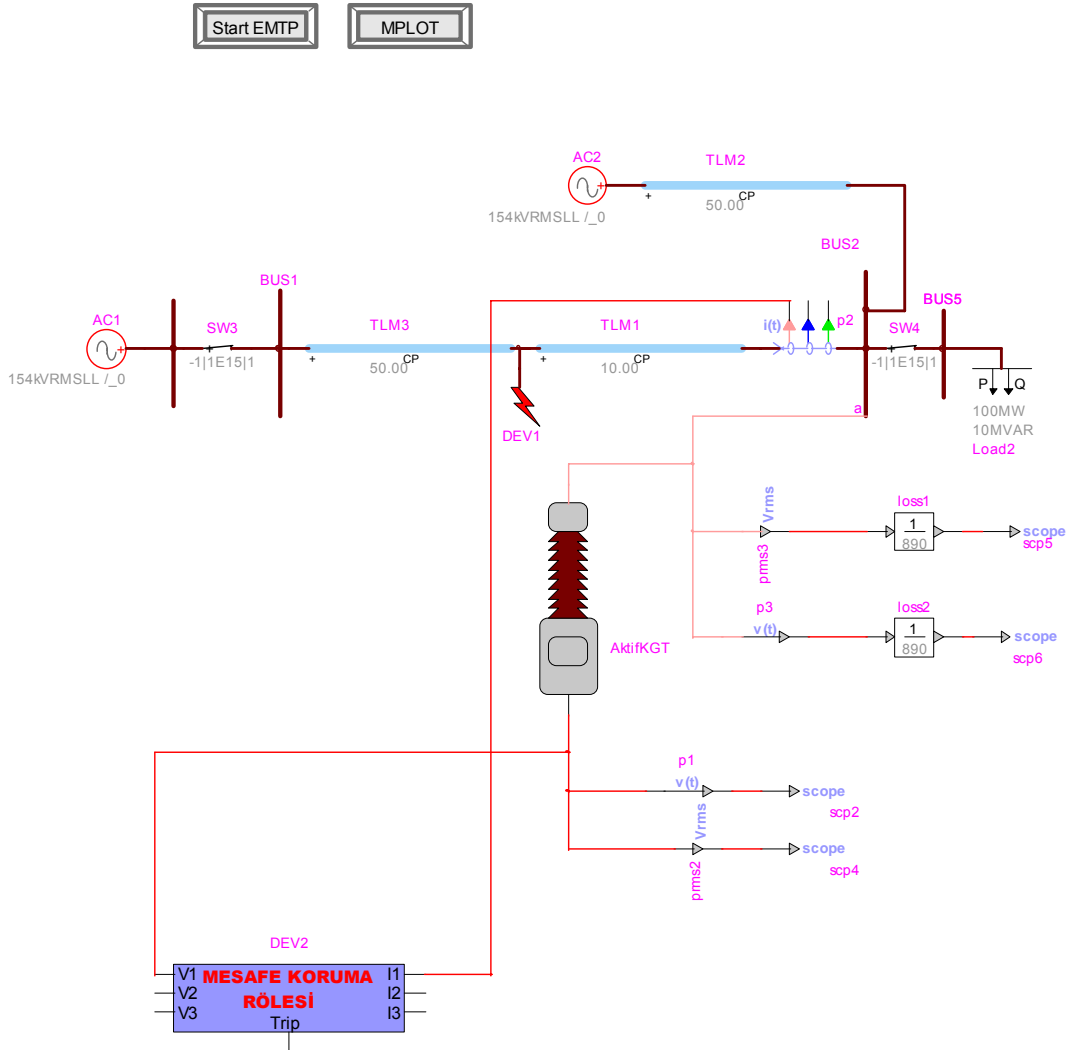 Start EMTP
MPLOT
AC2
TLM2
+
+
CP
50.00
154kVRMSLL /_0
BUS2
BUS1
BUS5
AC1
SW3
TLM3
TLM1
i(t)
p2
SW4
+
-1|1E15|1
+
CP
50.00
+
CP
10.00
-1|1E15|1
154kVRMSLL /_0
P
Q
DEV1
a
100MW
10MVAR
Load2
Vrms
loss1
1
890
scope
scp5
prms3
p3
loss2
v(t)
1
890
scope
scp6
AktifKGT
p1
v(t)
scope
scp2
Vrms
scope
scp4
prms2
DEV2
V1 MESAFE KORUMA I1
V2 RÖLESİ I2
V3 I3
Trip